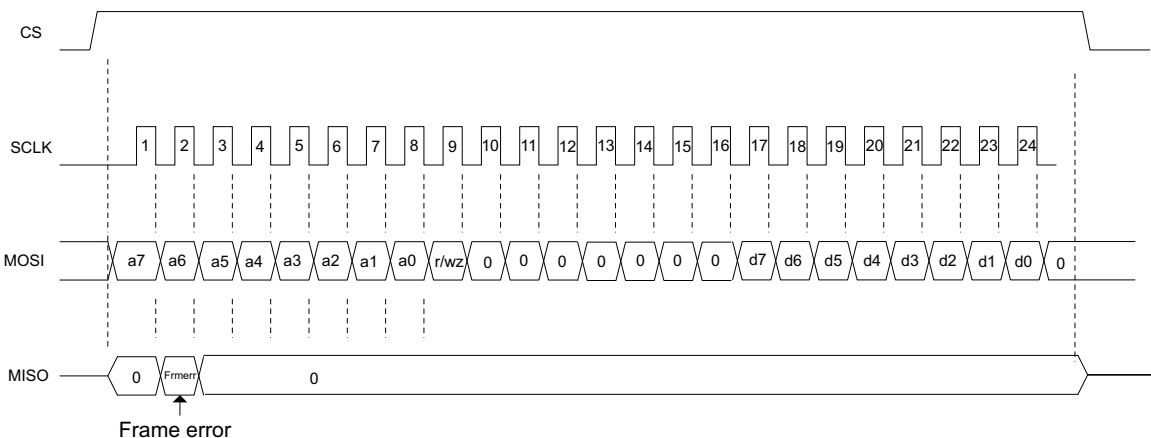 CS
SCLK 1 2 3 4 5 6 7 8 9 10 11 12 13 14 15 16 17 18 19 20 21 22 23 24
MOSI a7 a6 a5 a4 a3 a2 a1 a0 r/wz 0 0 0 0 0 0 0 d7 d6 d5 d4 d3 d2 d1 d0 0
MISO 0 Frmerr 0
Frame error